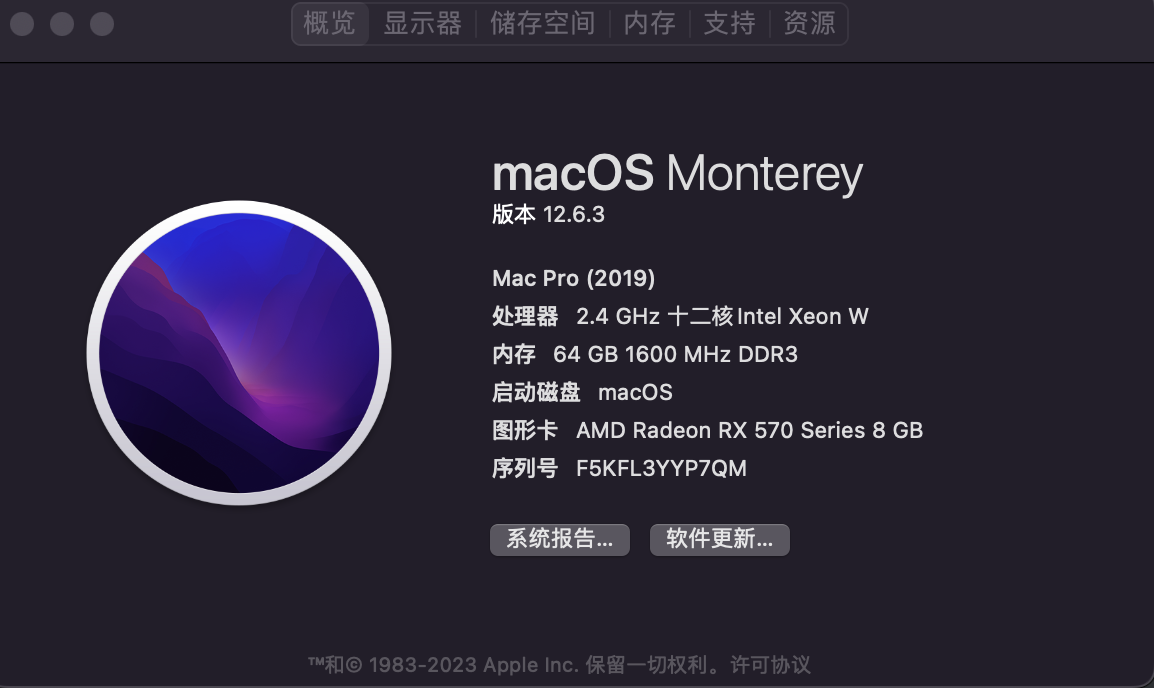 概览 显示器 储存空间 内存 支持 资源
macOS Monterey
版本 12.6.3
Mac Pro (2019)
处理器 2.4 GHz 十二核Intel Xeon W
内存 64 GB 1600 MHz DDR3
启动磁盘 macOS
图形卡 AMD Radeon RX 570 Series 8 GB
序列号 F5KFL3YYP7QM
系统报告... 软件更新...
™和© 1983-2023 Apple Inc. 保留一切权利。许可协议